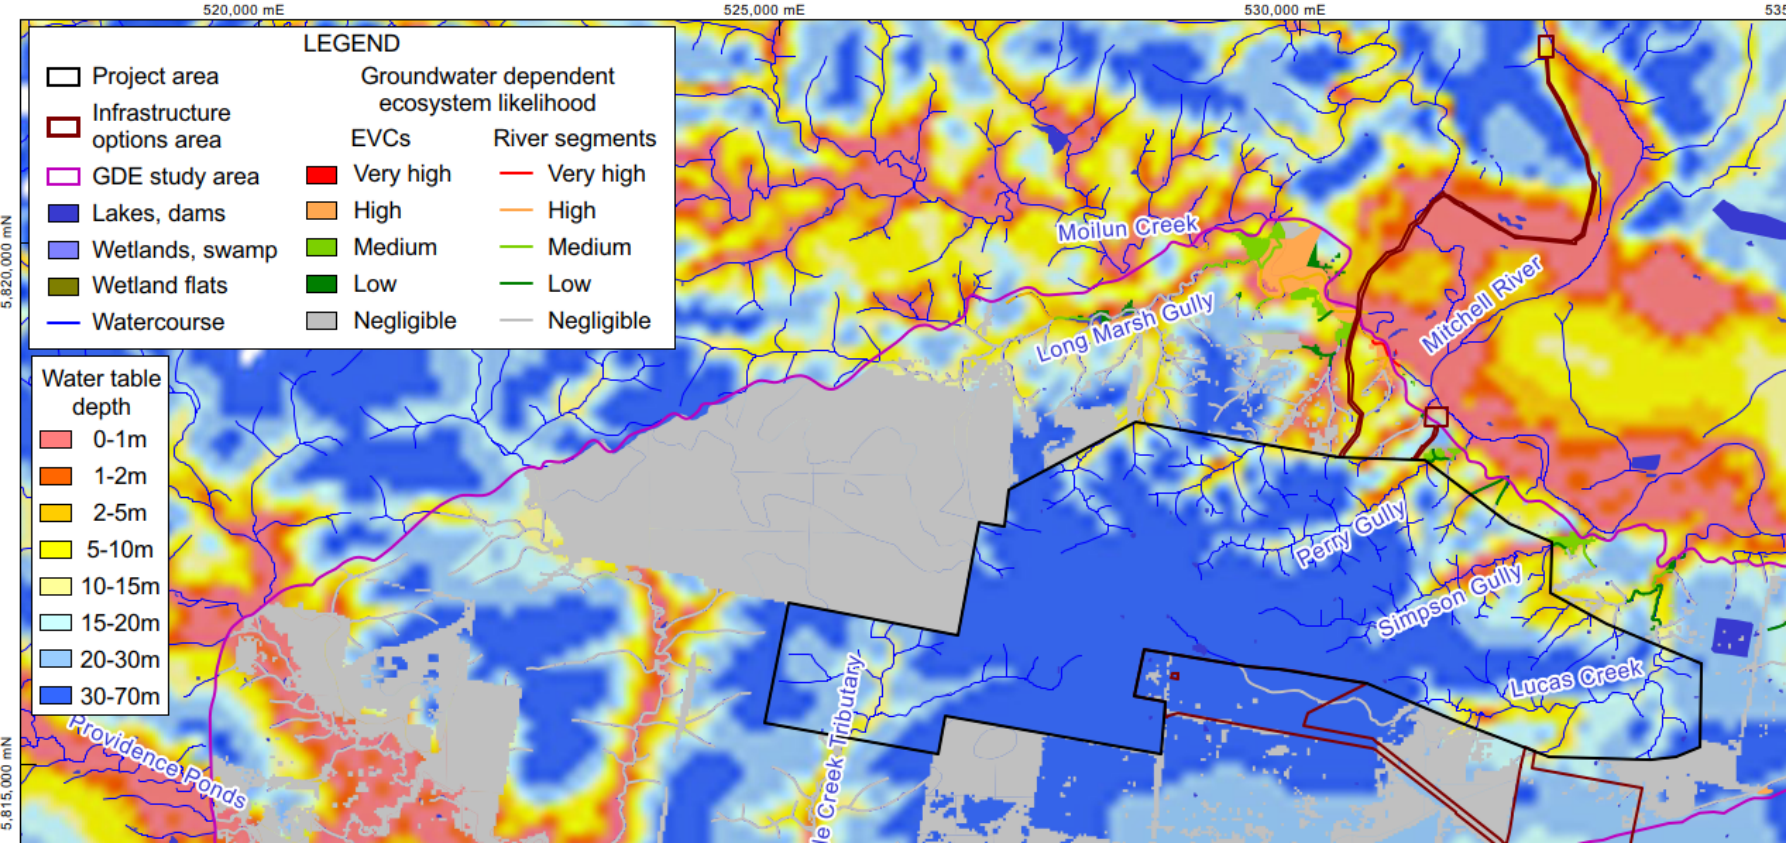 520,000 mE
525,000 mE
530,000 mE
LEGEND
Project area
Infrastructure
options area
GDE study area
Lakes, dams
Wetlands, swamp
Wetland flats
Watercourse
Groundwater dependent
ecosystem likelihood
EVCs
Very high
High
Medium
Low
Negligible
River segments
Very high
High
Medium
Low
Negligible
Water table
depth
0-1m
1-2m
2-5m
5-10m
10-15m
15-20m
20-30m
30-70m
5,820,000 mN
5,815,000 mN
Moilun Creek
Long Marsh Gully
Mitchell River
Perry Gully
Simpson Gully
Lucas Creek
Creek Tributary
Providence Ponds